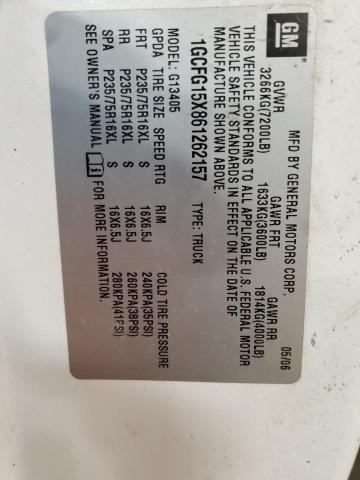 GM
MFD BY GENERAL MOTORS CORP. 05/06
GVWR GAWR FRT GAWR RR
3266KG(7200LB) 1633KG(3600LB) 1814KG(4000LB)
THIS VEHICLE CONFORMS TO ALL APPLICABLE U.S. FEDERAL MOTOR
VEHICLE SAFETY STANDARDS IN EFFECT ON THE DATE OF
MANUFACTURE SHOWN ABOVE.
1GCFG15X861262157 TYPE: TRUCK
MODEL: G13405
GPDA TIRE SIZE SPEED RTG RIM COLD TIRE PRESSURE
FRT P235/75R16XL S 16X6.5J 240KPA(35PSI)
RR P235/75R16XL S 16X6.5J 260KPA(38PSI)
SPA P235/75R16XL S 16X6.5J 280KPA(41PSI)
SEE OWNER'S MANUAL FOR MORE INFORMATION.